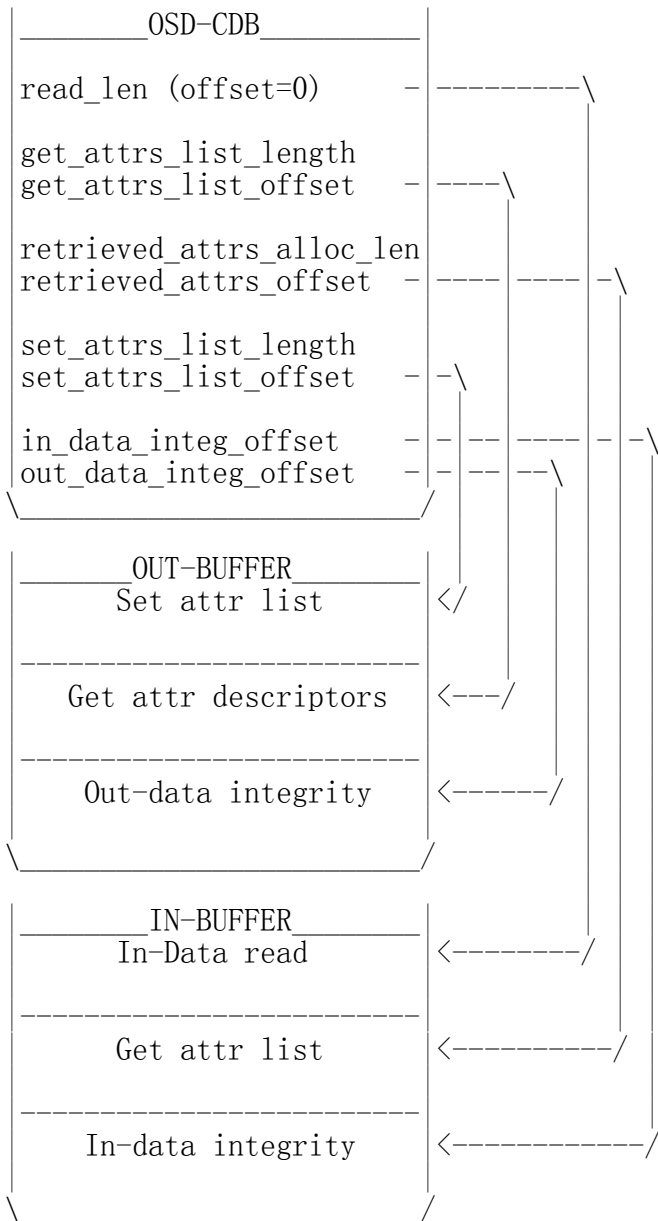 OSD-CDB
read_len (offset=0)
get_attrs_list_length
get_attrs_list_offset
retrieved_attrs_alloc_len
retrieved_attrs_offset
set_attrs_list_length
set_attrs_list_offset
in_data_integ_offset
out_data_integ_offset
OUT-BUFFER
Set attr list
Get attr descriptors
Out-data integrity
IN-BUFFER
In-Data read
Get attr list
In-data integrity